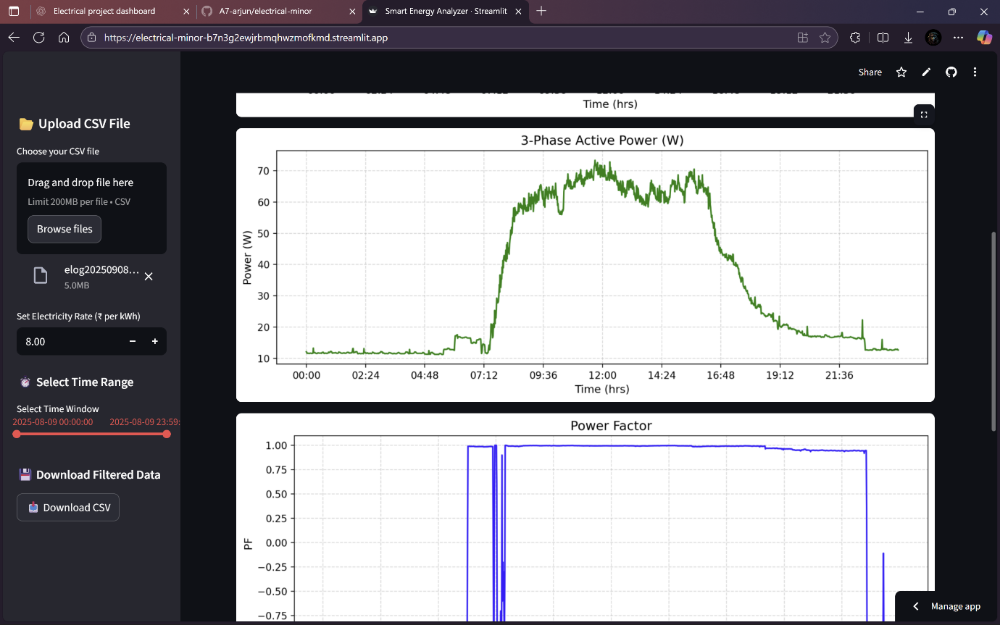 Electrical project dashboard
A7-arjun/electrical-minor
Smart Energy Analyzer · Streamlit
https://electrical-minor-b7n3g2ewjrbmqhwzmofkmd.streamlit.app
Share
Upload CSV File
Choose your CSV file
Drag and drop file here
Limit 200MB per file • CSV
Browse files
elog20250908...
5.0MB
Set Electricity Rate (₹ per kWh)
8.00
Select Time Range
Select Time Window
2025-08-09 00:00:00 2025-08-09 23:59:
Download Filtered Data
Download CSV
Time (hrs)
3-Phase Active Power (W)
Power (W)
70
60
50
40
30
20
10
00:00 02:24 04:48 07:12 09:36 12:00 14:24 16:48 19:12 21:36
Time (hrs)
Power Factor
PF
1.00
0.75
0.50
0.25
0.00
−0.25
−0.50
−0.75
Manage app